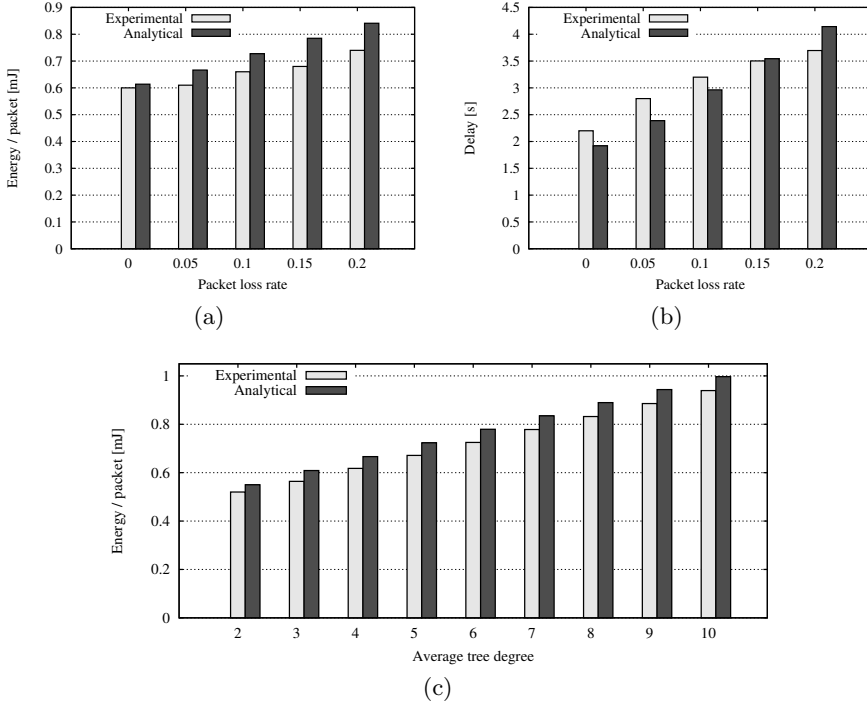 0.9
0.8
0.7
0.6
0.5
0.4
0.3
0.2
0.1
0
Energy / packet [mJ]
Experimental
Analytical
0 0.05 0.1 0.15 0.2
Packet loss rate
(a)
4.5
4
3.5
3
2.5
2
1.5
1
0.5
0
Delay [s]
Experimental
Analytical
0 0.05 0.1 0.15 0.2
Packet loss rate
(b)
1
0.8
0.6
0.4
0.2
0
Energy / packet [mJ]
Experimental
Analytical
2 3 4 5 6 7 8 9 10
Average tree degree
(c)